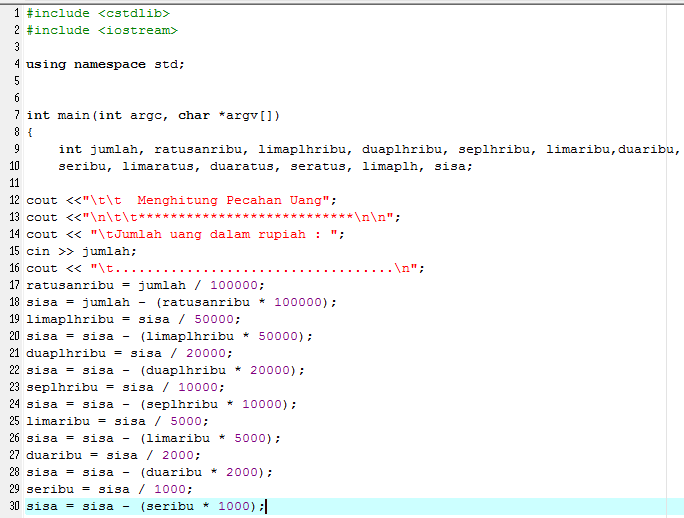 1 #include <cstdlib>
2 #include <iostream>
3
4 using namespace std;
5
6
7 int main(int argc, char *argv[])
8 {
9 int jumlah, ratusanribu, limaplhribu, duaplhribu, seplhribu, limaribu,duaribu,
10 seribu, limaratus, duaratus, seratus, limaplh, sisa;
11
12 cout <<"\t\t  Menghitung Pecahan Uang";
13 cout <<"\n\t\t***************************\n\n";
14 cout << "\tJumlah uang dalam rupiah : ";
15 cin >> jumlah;
16 cout << "\t...................................\n";
17 ratusanribu = jumlah / 100000;
18 sisa = jumlah - (ratusanribu * 100000);
19 limaplhribu = sisa / 50000;
20 sisa = sisa - (limaplhribu * 50000);
21 duaplhribu = sisa / 20000;
22 sisa = sisa - (duaplhribu * 20000);
23 seplhribu = sisa / 10000;
24 sisa = sisa - (seplhribu * 10000);
25 limaribu = sisa / 5000;
26 sisa = sisa - (limaribu * 5000);
27 duaribu = sisa / 2000;
28 sisa = sisa - (duaribu * 2000);
29 seribu = sisa / 1000;
30 sisa = sisa - (seribu * 1000);